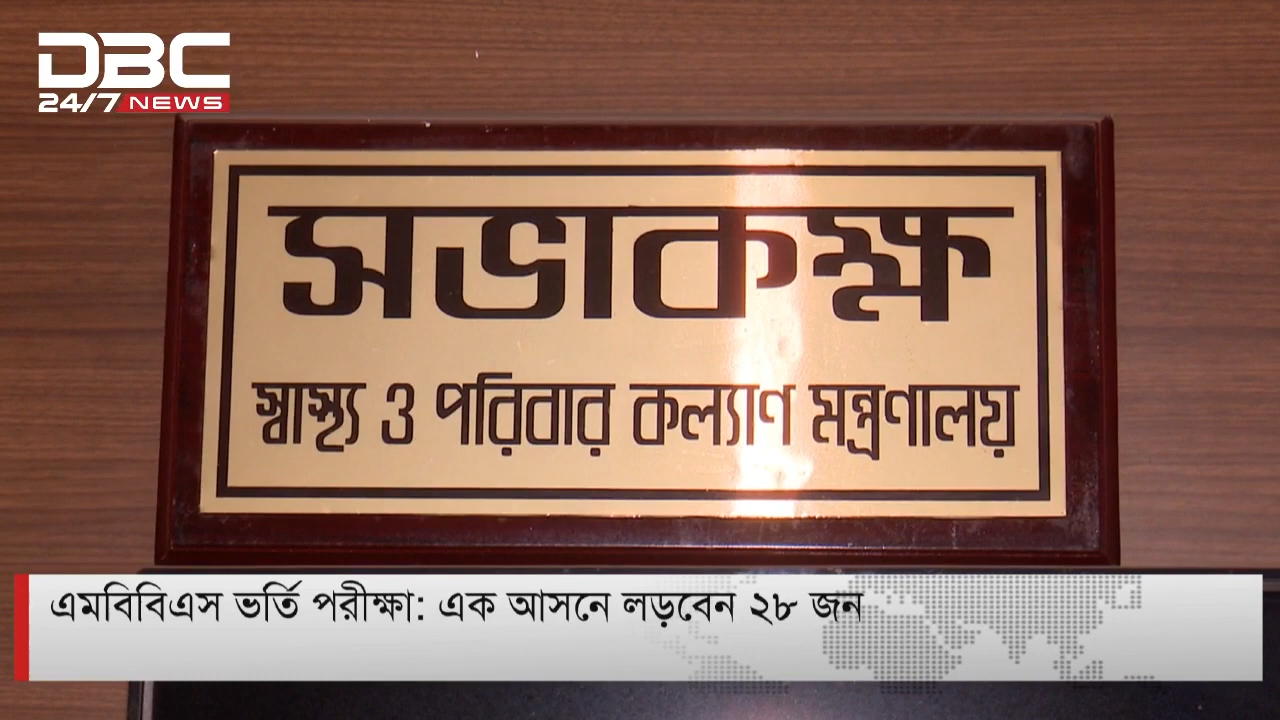 DBC
24/7 NEWS
সভাকক্ষ
স্বাস্থ্য ও পরিবার কল্যাণ মন্ত্রণালয়
এমবিবিএস ভর্তি পরীক্ষা: এক আসনে লড়বেন ২৮ জন